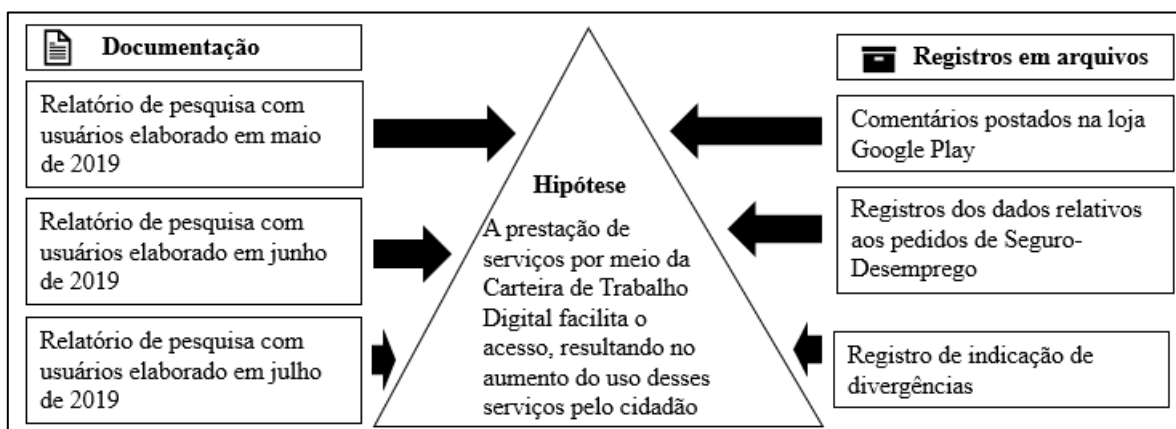 Documentação
Relatório de pesquisa com
usuários elaborado em maio
de 2019
Relatório de pesquisa com
usuários elaborado em junho
de 2019
Relatório de pesquisa com
usuários elaborado em julho
de 2019
Hipótese
A prestação de
serviços por meio da
Carteira de Trabalho
Digital facilita o
acesso, resultando no
aumento do uso desses
serviços pelo cidadão
Registros em arquivos
Comentários postados na loja
Google Play
Registros dos dados relativos
aos pedidos de Seguro-
Desemprego
Registro de indicação de
divergências